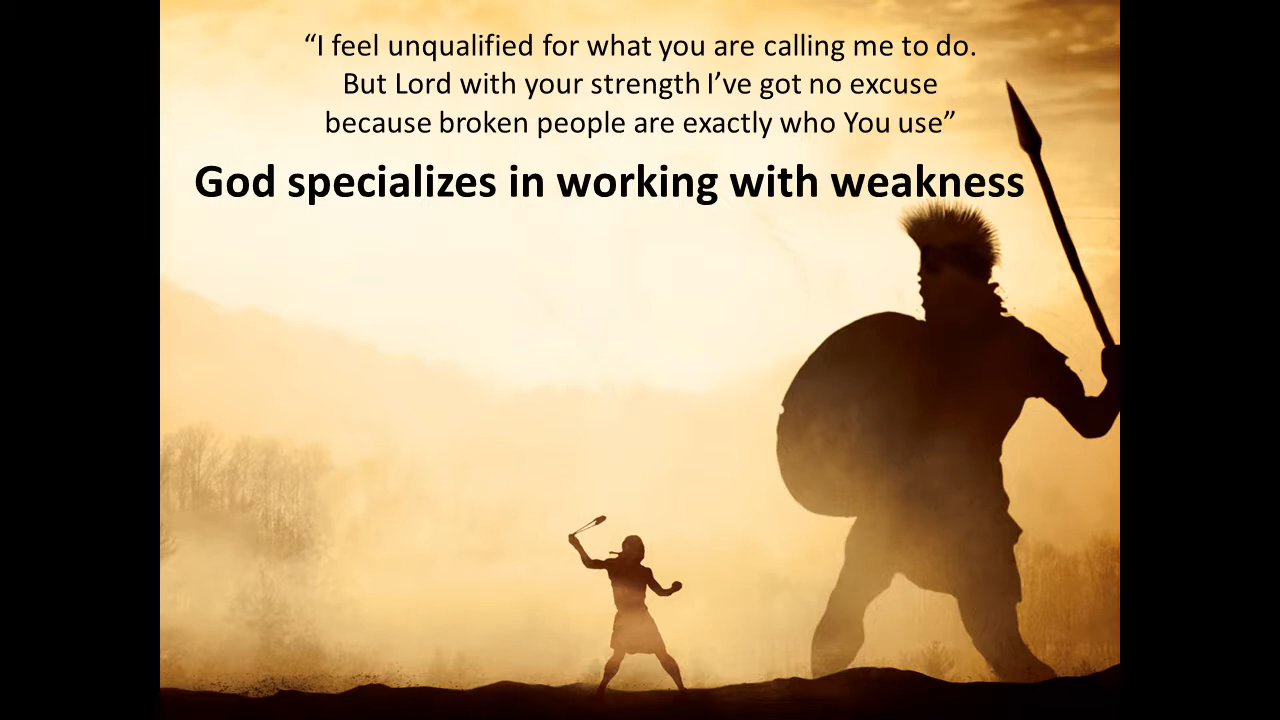 “I feel unqualified for what you are calling me to do.
But Lord with your strength I’ve got no excuse
because broken people are exactly who You use”
God specializes in working with weakness